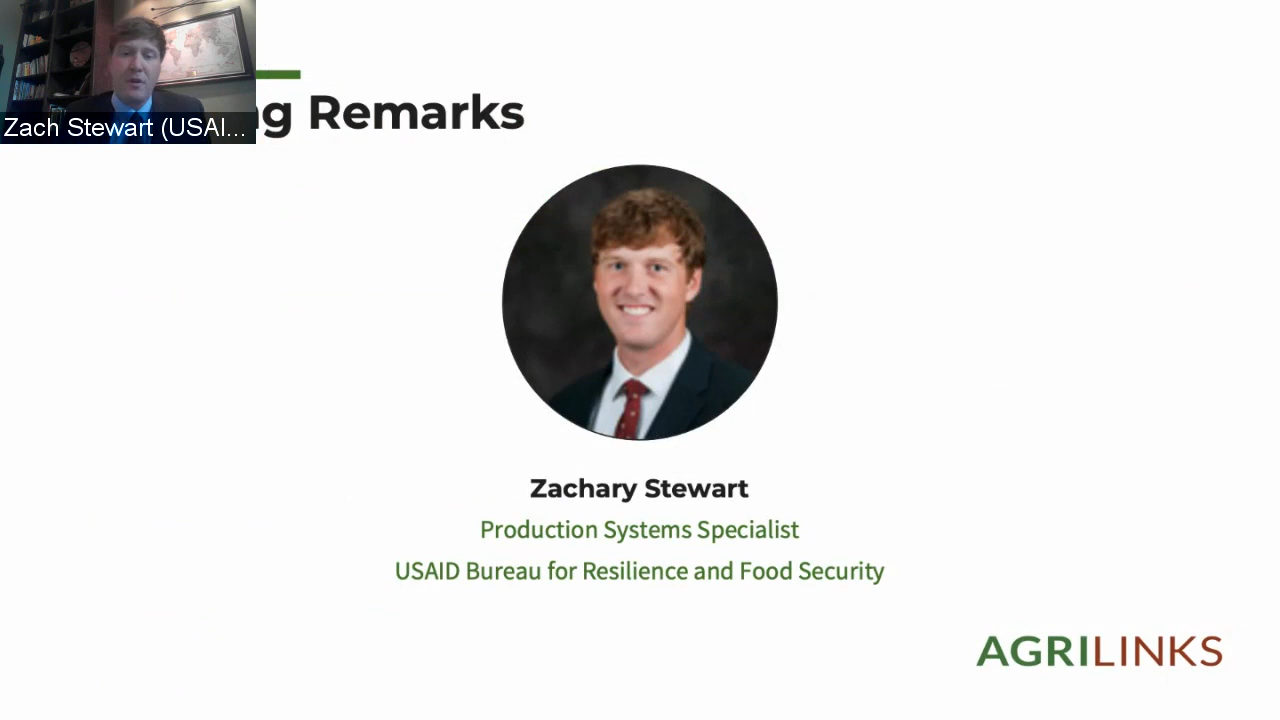 Zach Stewart (USAI...
g Remarks
Zachary Stewart
Production Systems Specialist
USAID Bureau for Resilience and Food Security
AGRILINKS